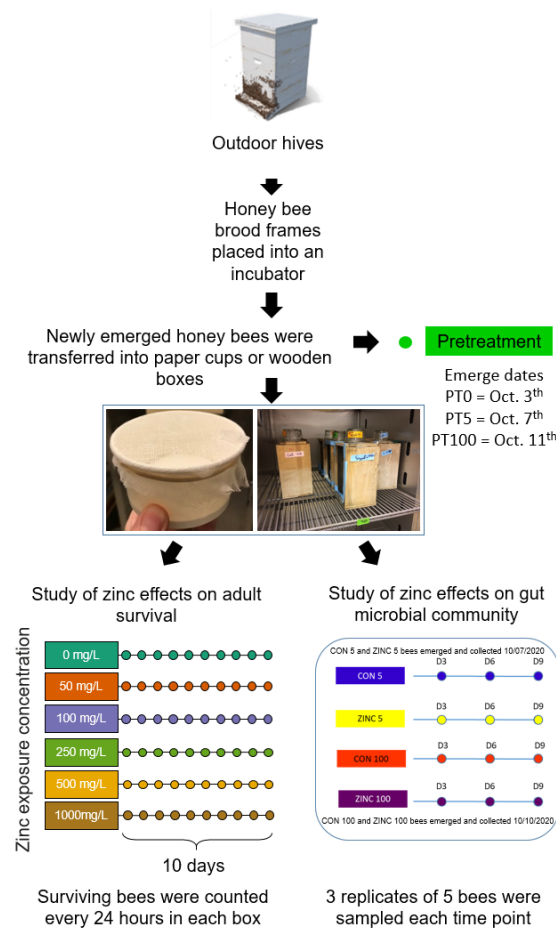 Outdoor hives
Honey bee
brood frames
placed into an
incubator
Newly emerged honey bees were
transferred into paper cups or wooden
boxes
Pretreatment
Emerge dates
PT0 = Oct. 3th
PT5 = Oct. 7th
PT100 = Oct. 11th
Study of zinc effects on adult
survival
Zinc exposure concentration
0 mg/L
50 mg/L
100 mg/L
250 mg/L
500 mg/L
1000mg/L
10 days
Surviving bees were counted
every 24 hours in each box
Study of zinc effects on gut
microbial community
CON 5 and ZINC 5 bees emerged and collected 10/07/2020
D3 D6 D9
CON 5
D3 D6 D9
ZINC 5
D3 D6 D9
CON 100
D3 D6 D9
ZINC 100
CON 100 and ZINC 100 bees emerged and collected 10/10/2020
3 replicates of 5 bees were
sampled each time point